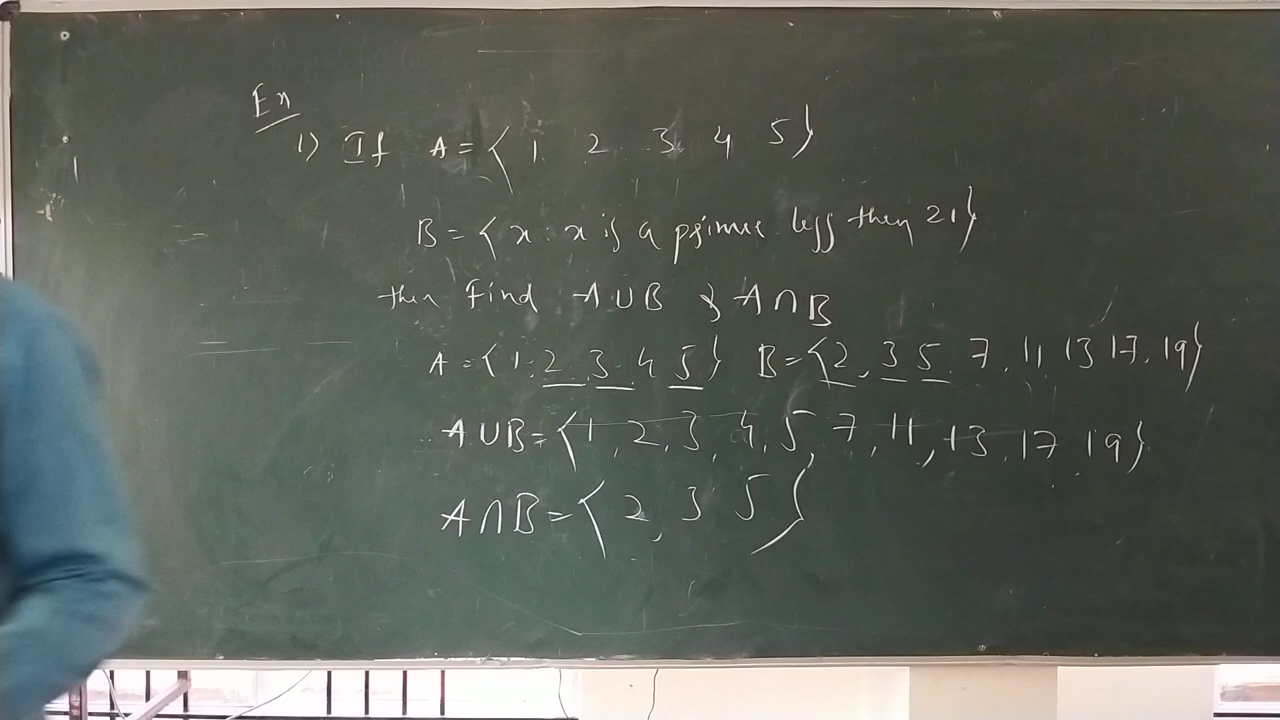 Ex
1) If A = { 1 2 3 4 5 }
B = { x : x is a primes less then 21 }
then find A∪B & A∩B
A = { 1, 2, 3, 4 5 } B = { 2, 3 5 7 11, 13 17, 19 }
A∪B = { 1, 2, 3, 4, 5, 7, 11, 13 17 19 }
A∩B = { 2, 3 5 }